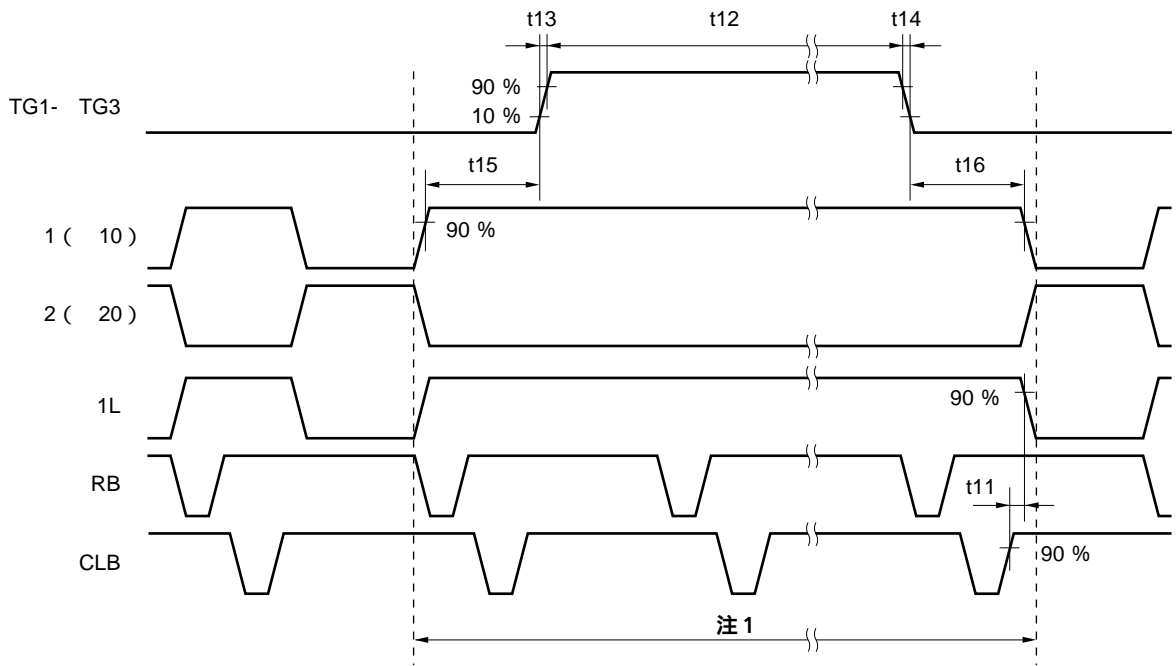 t13 t12 t14
90 %
TG1- TG3
10 %
t15 t16
1 ( 10 )
90 %
2 ( 20 )
1L
90 %
RB
t11
CLB
90 %
注 1